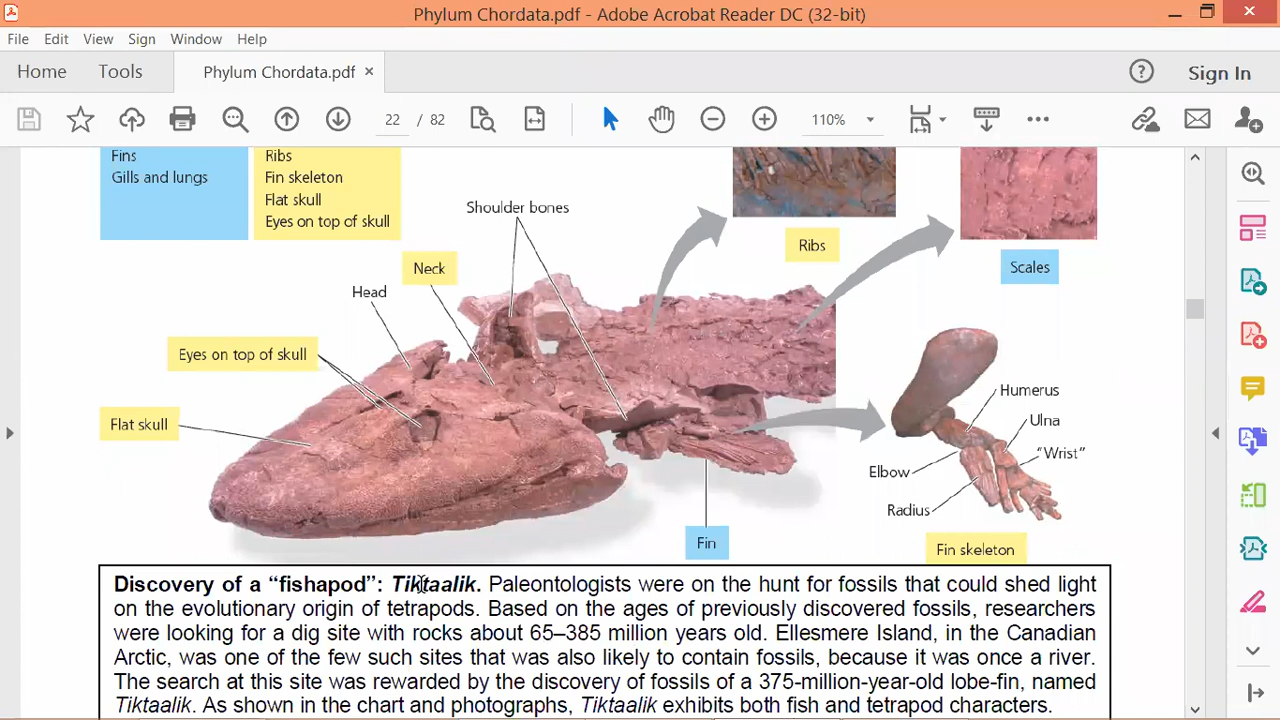 Phylum Chordata.pdf - Adobe Acrobat Reader DC (32-bit)
File Edit View Sign Window Help
Home Tools Phylum Chordata.pdf × Sign In
22 / 82 110%
Fins
Gills and lungs
Ribs
Fin skeleton
Flat skull
Eyes on top of skull
Shoulder bones
Ribs
Neck
Scales
Head
Eyes on top of skull
Humerus
Flat skull
Ulna
"Wrist"
Elbow
Radius
Fin
Fin skeleton
Discovery of a “fishapod”: Tiktaalik. Paleontologists were on the hunt for fossils that could shed light
on the evolutionary origin of tetrapods. Based on the ages of previously discovered fossils, researchers
were looking for a dig site with rocks about 65–385 million years old. Ellesmere Island, in the Canadian
Arctic, was one of the few such sites that was also likely to contain fossils, because it was once a river.
The search at this site was rewarded by the discovery of fossils of a 375-million-year-old lobe-fin, named
Tiktaalik. As shown in the chart and photographs, Tiktaalik exhibits both fish and tetrapod characters.